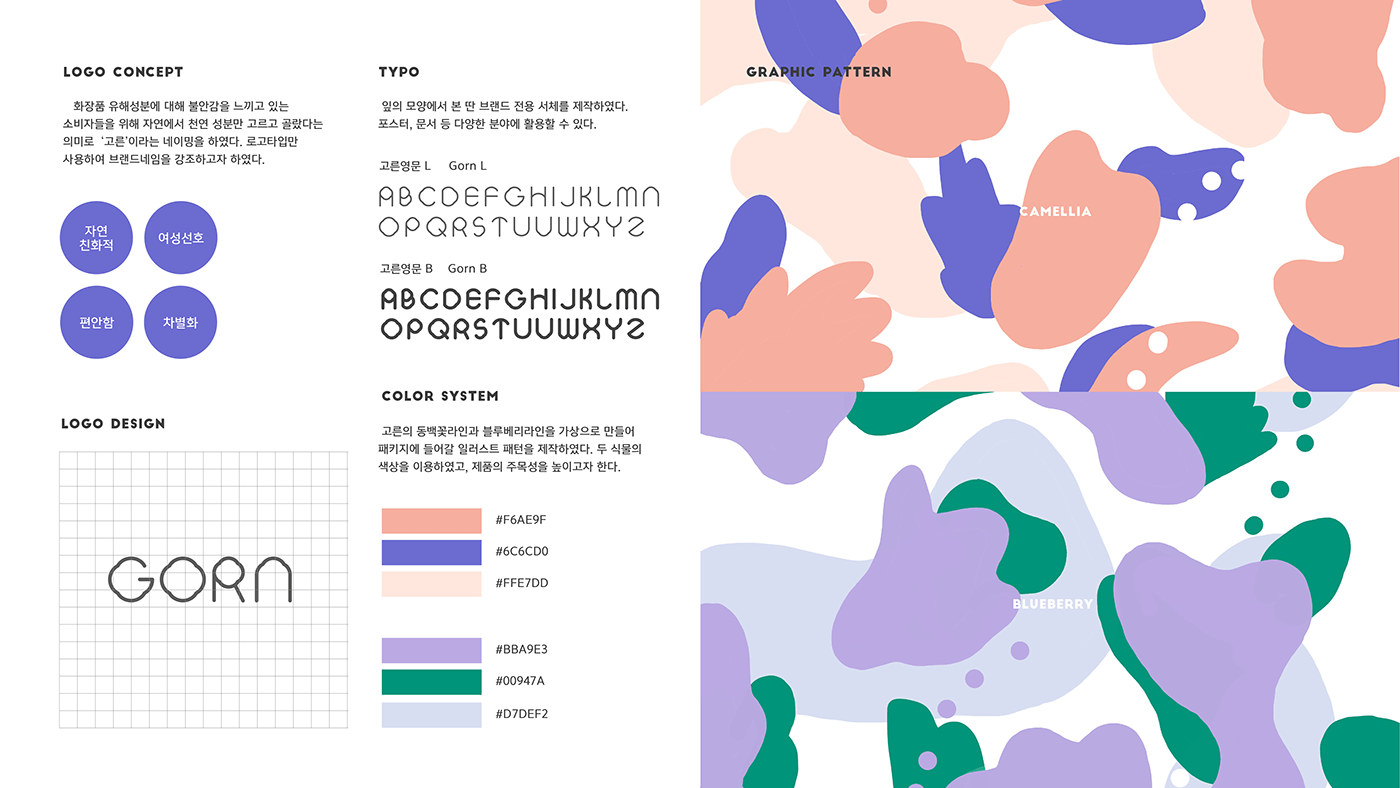 LOGO CONCEPT
화장품 유해성분에 대해 불안감을 느끼고 있는
소비자들을 위해 자연에서 천연 성분만 고르고 골랐다는
의미로 ‘고른’이라는 네이밍을 하였다. 로고타입만
사용하여 브랜드네임을 강조하고자 하였다.
자연
친화적
여성선호
편안함
차별화
LOGO DESIGN
GORN
TYPO
잎의 모양에서 본 딴 브랜드 전용 서체를 제작하였다.
포스터, 문서 등 다양한 분야에 활용할 수 있다.
고른영문 L Gorn L
ABCDEFGHIJKLMN
OPQRSTUVWXYZ
고른영문 B Gorn B
ABCDEFGHIJKLMN
OPQRSTUVWXYZ
COLOR SYSTEM
고른의 동백꽃라인과 블루베리라인을 가상으로 만들어
패키지에 들어갈 일러스트 패턴을 제작하였다. 두 식물의
색상을 이용하였고, 제품의 주목성을 높이고자 한다.
#F6AE9F
#6C6CD0
#FFE7DD
#BBA9E3
#00947A
#D7DEF2
GRAPHIC PATTERN
CAMELLIA
BLUEBERRY